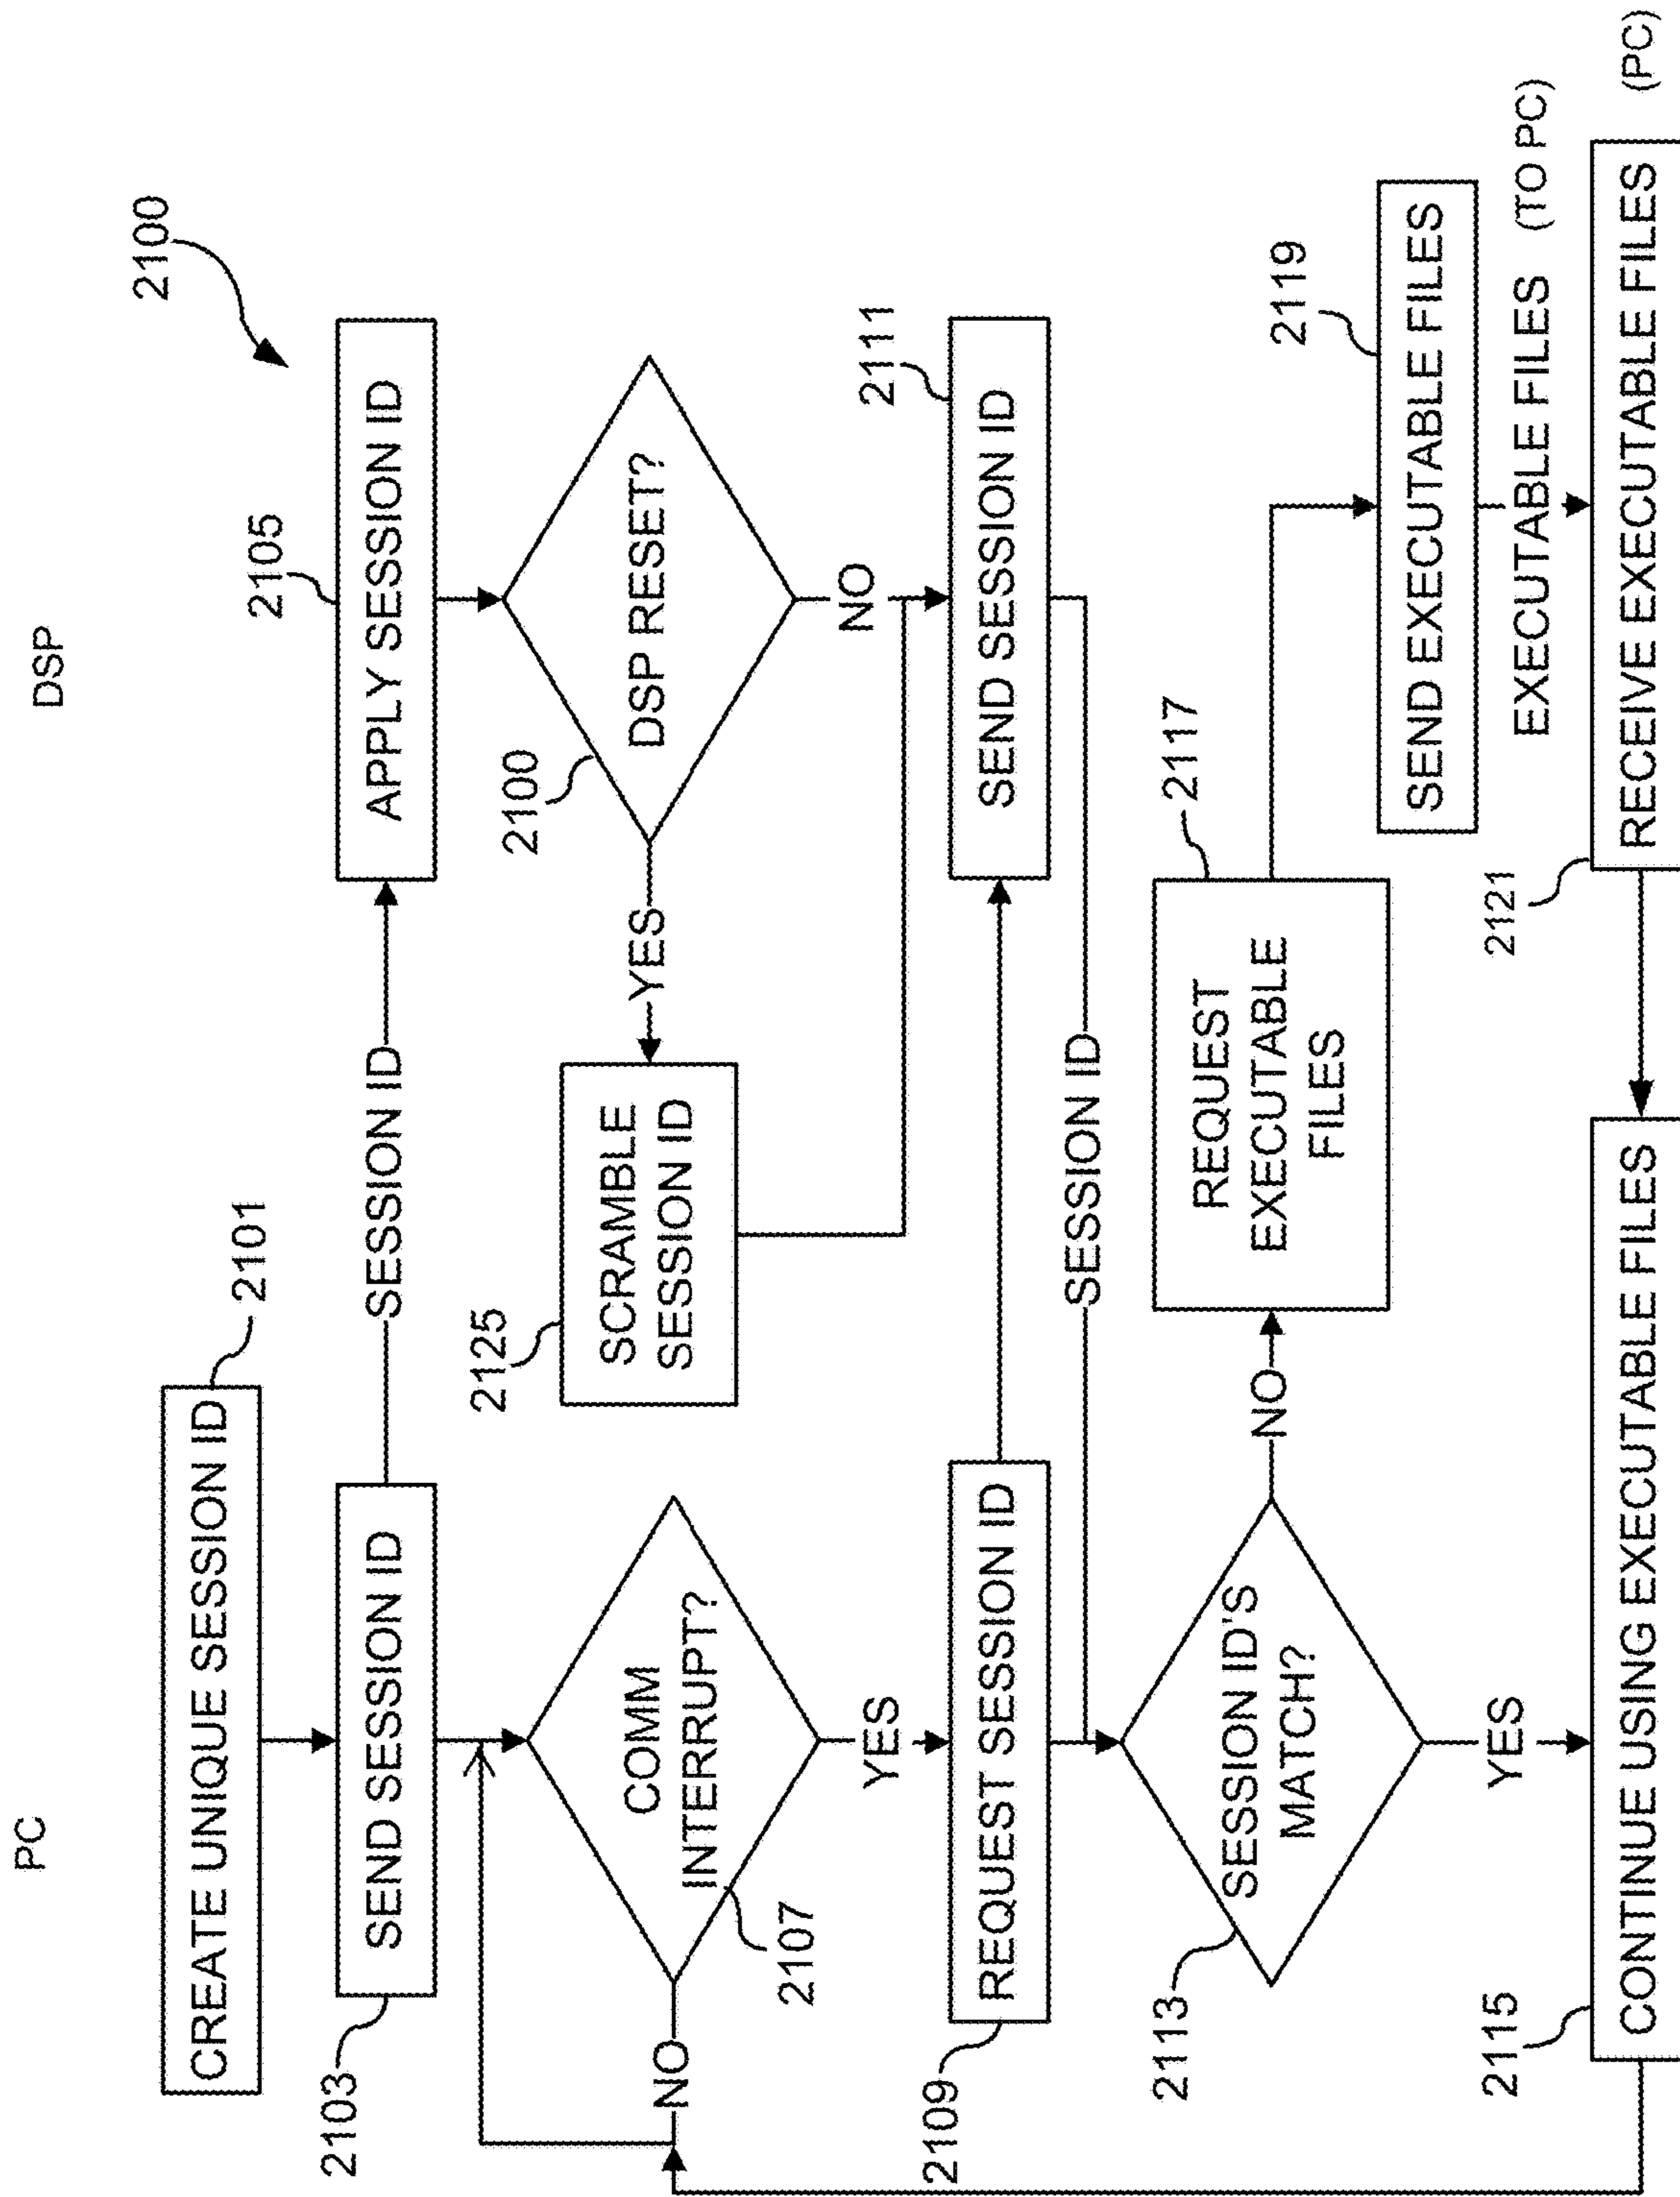 PC
DSP
2100
CREATE UNIQUE SESSION ID
2101
2103
SEND SESSION ID
SESSION ID
2105
APPLY SESSION ID
NO
COMM
INTERRUPT?
2107
YES
2125
SCRAMBLE
SESSION ID
YES
2100
DSP RESET?
NO
2109
REQUEST SESSION ID
2111
SEND SESSION ID
SESSION ID
2113
SESSION ID'S
MATCH?
NO
2117
REQUEST
EXECUTABLE
FILES
2119
SEND EXECUTABLE FILES
YES
EXECUTABLE FILES (TO PC)
2115
CONTINUE USING EXECUTABLE FILES
2121
RECEIVE EXECUTABLE FILES
(PC)